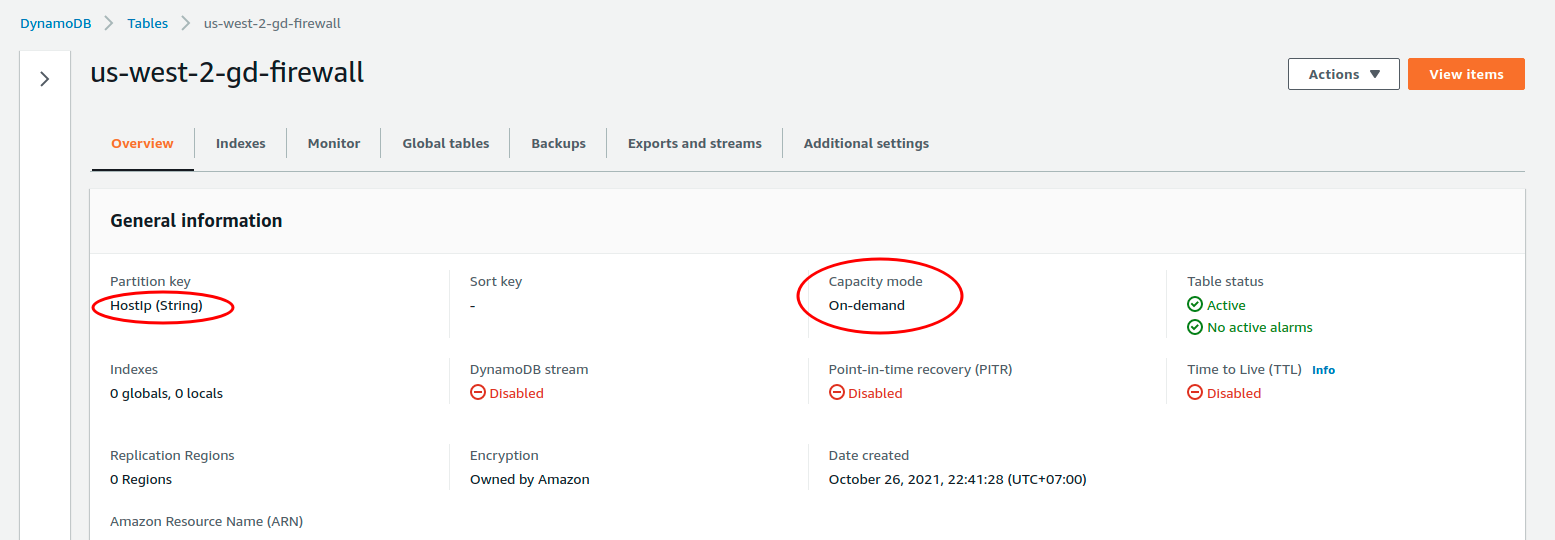 DynamoDB > Tables > us-west-2-gd-firewall
us-west-2-gd-firewall
Actions ▼ View items
Overview Indexes Monitor Global tables Backups Exports and streams Additional settings
General information
Partition key
HostIp (String)
Sort key
-
Capacity mode
On-demand
Table status
Active
No active alarms
Indexes
0 globals, 0 locals
DynamoDB stream
Disabled
Point-in-time recovery (PITR)
Disabled
Time to Live (TTL) Info
Disabled
Replication Regions
0 Regions
Encryption
Owned by Amazon
Date created
October 26, 2021, 22:41:28 (UTC+07:00)
Amazon Resource Name (ARN)